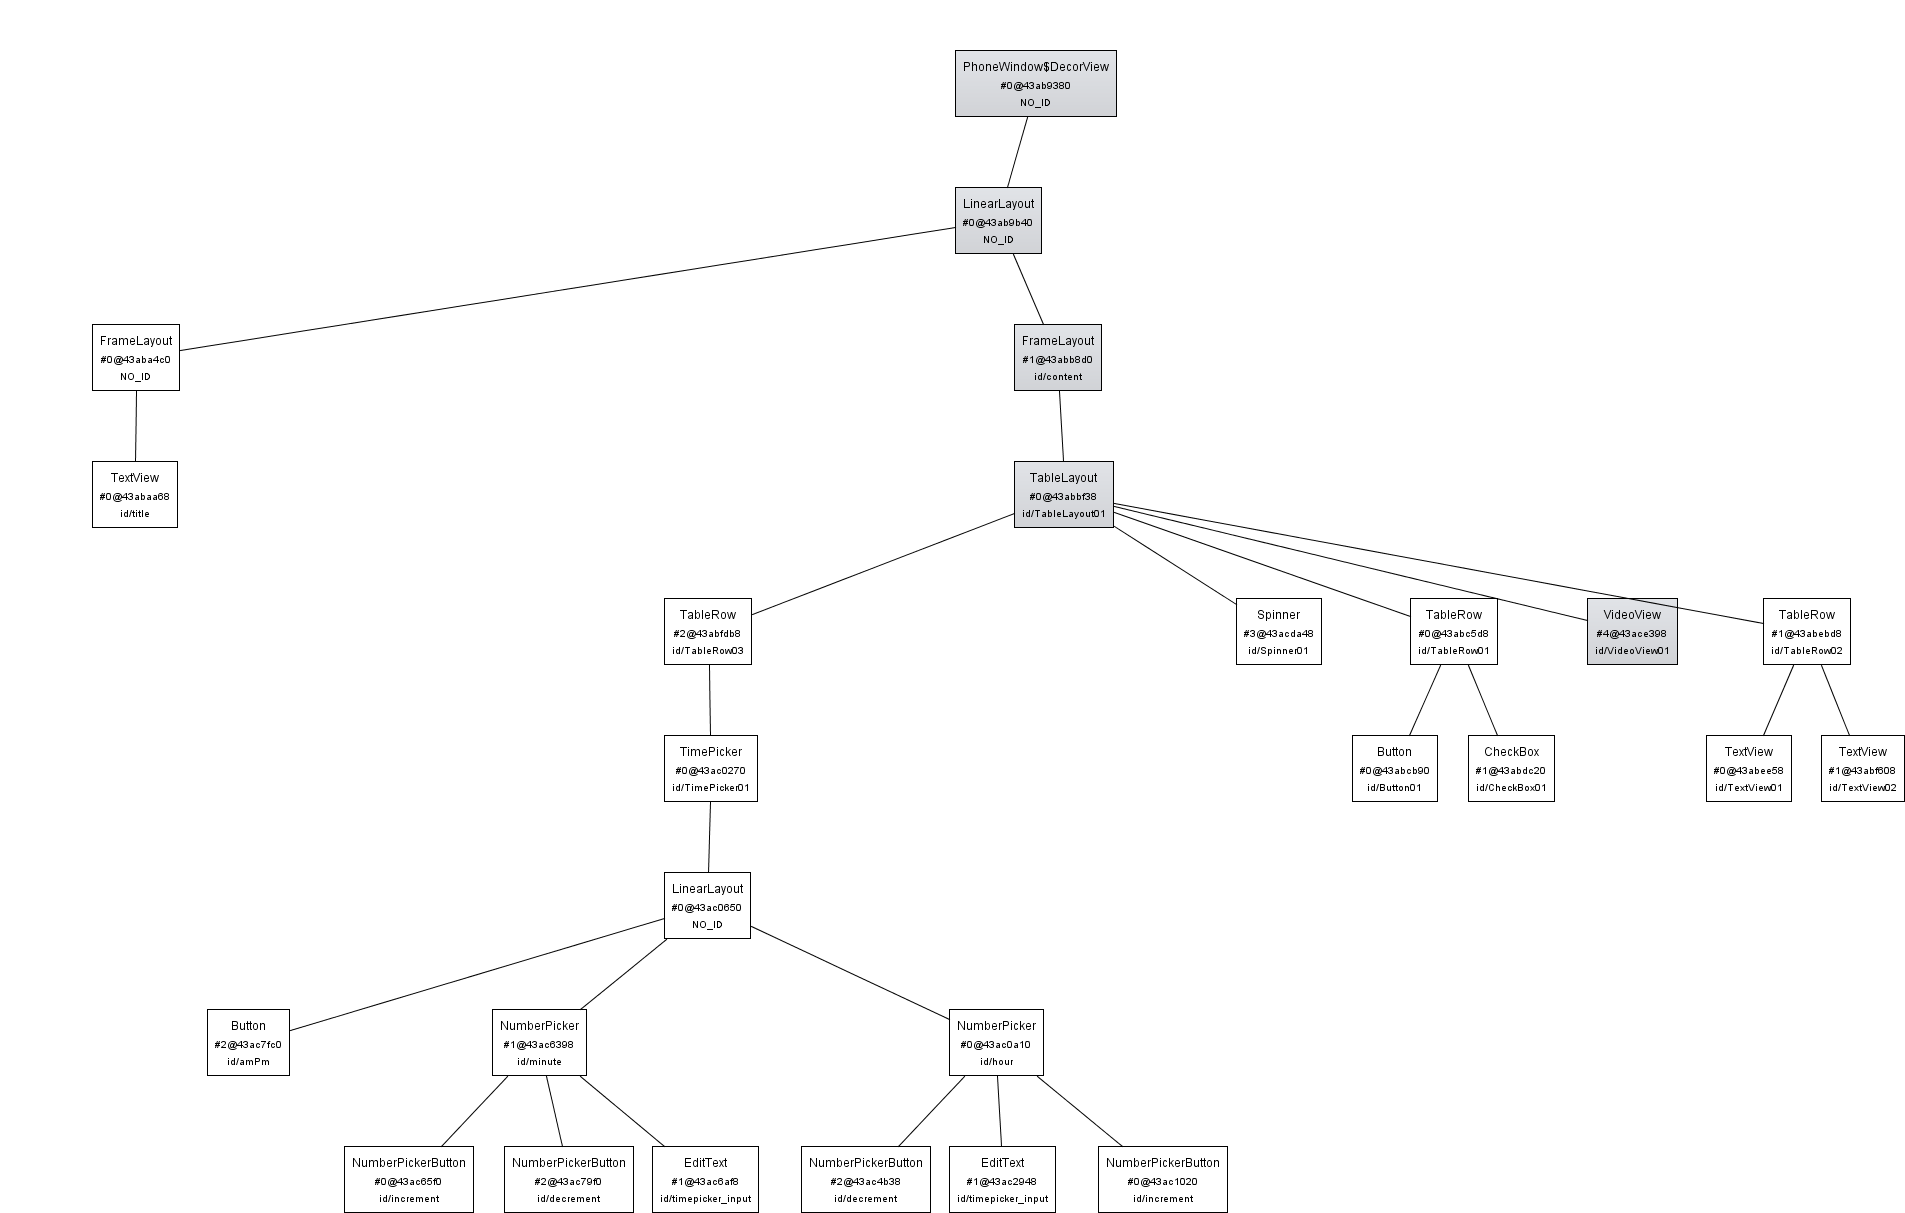 PhoneWindow$DecorView
#0@43ab9380
NO_ID
LinearLayout
#0@43ab9b40
NO_ID
FrameLayout
#0@43aba4c0
NO_ID
FrameLayout
#1@43abb8d0
id/content
TextView
#0@43abaa68
id/title
TableLayout
#0@43abbf38
id/TableLayout01
TableRow
#2@43abfdb8
id/TableRow03
Spinner
#3@43acda48
id/Spinner01
TableRow
#0@43abc5d8
id/TableRow01
VideoView
#4@43ace398
id/VideoView01
TableRow
#1@43abebd8
id/TableRow02
TimePicker
#0@43ac0270
id/TimePicker01
Button
#0@43abcb90
id/Button01
CheckBox
#1@43abdc20
id/CheckBox01
TextView
#0@43abee58
id/TextView01
TextView
#1@43abf608
id/TextView02
LinearLayout
#0@43ac0650
NO_ID
Button
#2@43ac7fc0
id/amPm
NumberPicker
#1@43ac6398
id/minute
NumberPicker
#0@43ac0a10
id/hour
NumberPickerButton
#0@43ac65f0
id/increment
NumberPickerButton
#2@43ac79f0
id/decrement
EditText
#1@43ac6af8
id/timepicker_input
NumberPickerButton
#2@43ac4b38
id/decrement
EditText
#1@43ac2948
id/timepicker_input
NumberPickerButton
#0@43ac1020
id/increment